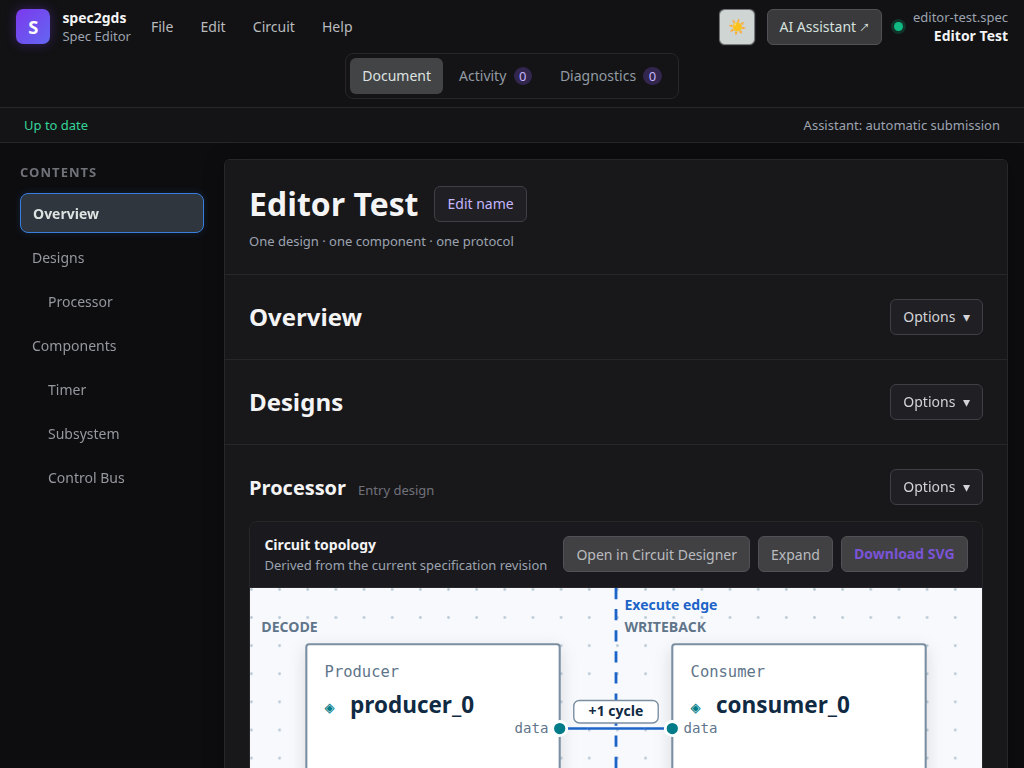 S
spec2gds
Spec Editor
File
Edit
Circuit
Help
AI Assistant ↗
editor-test.spec
Editor Test
Document
Activity 0
Diagnostics 0
Up to date
Assistant: automatic submission
CONTENTS
Overview
Designs
Processor
Components
Timer
Subsystem
Control Bus
Editor Test
Edit name
One design · one component · one protocol
Overview
Options ▾
Designs
Options ▾
Processor Entry design
Options ▾
Circuit topology
Derived from the current specification revision
Open in Circuit Designer
Expand
Download SVG
Execute edge
DECODE
WRITEBACK
Producer
producer_0
data
+1 cycle
Consumer
consumer_0
data